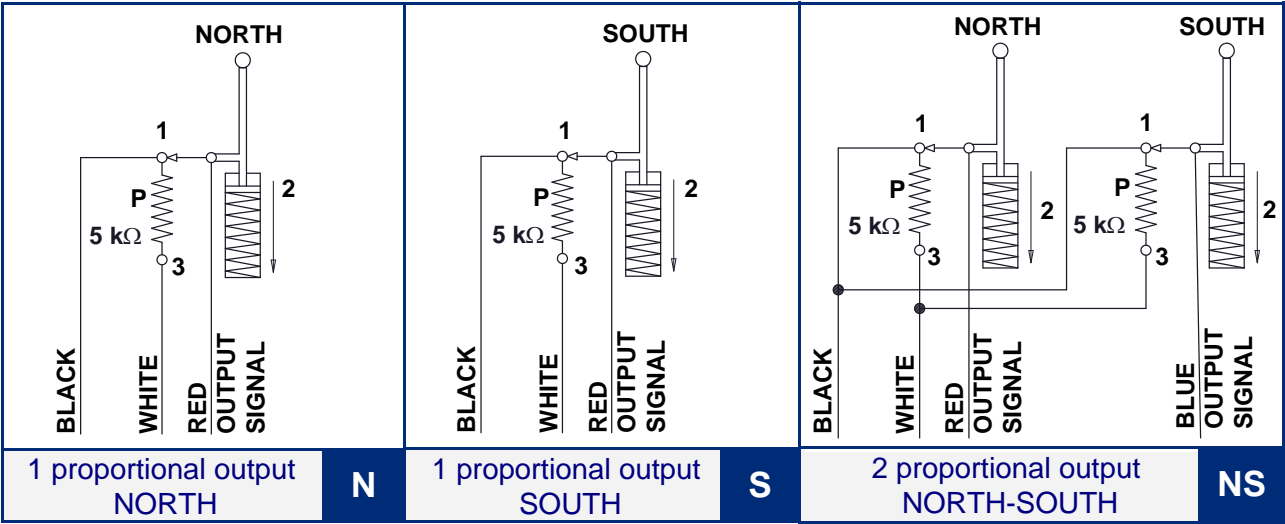 NORTH
1
P
2
5 kΩ
3
BLACK
WHITE
RED
OUTPUT
SIGNAL
1 proportional output
NORTH
N
SOUTH
1
P
2
5 kΩ
3
BLACK
WHITE
RED
OUTPUT
SIGNAL
1 proportional output
SOUTH
S
NORTH
SOUTH
1
P
2
5 kΩ
3
1
P
2
5 kΩ
3
BLACK
WHITE
RED
OUTPUT
SIGNAL
BLUE
OUTPUT
SIGNAL
2 proportional output
NORTH-SOUTH
NS